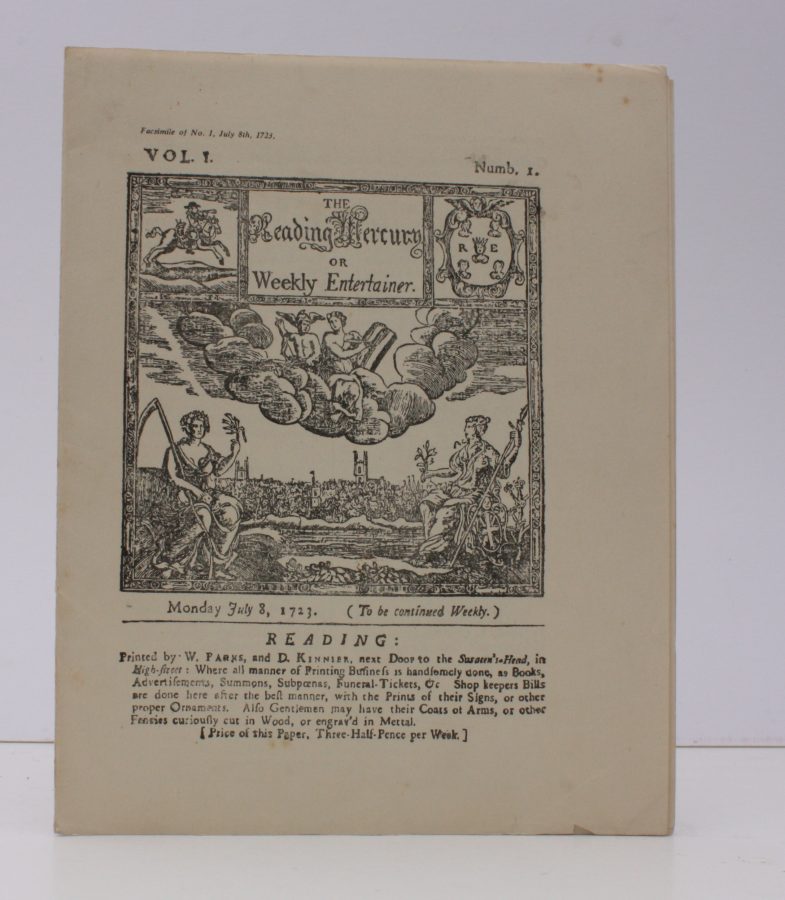 Facsimile of No. 1, July 8th, 1723.
VOL. I.
Numb. 1.
THE
Reading Mercury
OR
Weekly Entertainer.
R E
Monday July 8, 1723. (To be continued Weekly.)
READING:
Printed by W. PARKS, and D. KINNIER, next Door to the Saracen's-Head, in
High-street: Where all manner of Printing Business is handsomely done, as Books,
Advertisements, Summons, Subpœnas, Funeral-Tickets, &c Shop keepers Bills
are done here after the best manner, with the Prints of their Signs, or other
proper Ornaments. Also Gentlemen may have their Coats of Arms, or other
Fancies curiously cut in Wood, or engrav'd in Mettal.
[Price of this Paper, Three-Half-Pence per Week.]